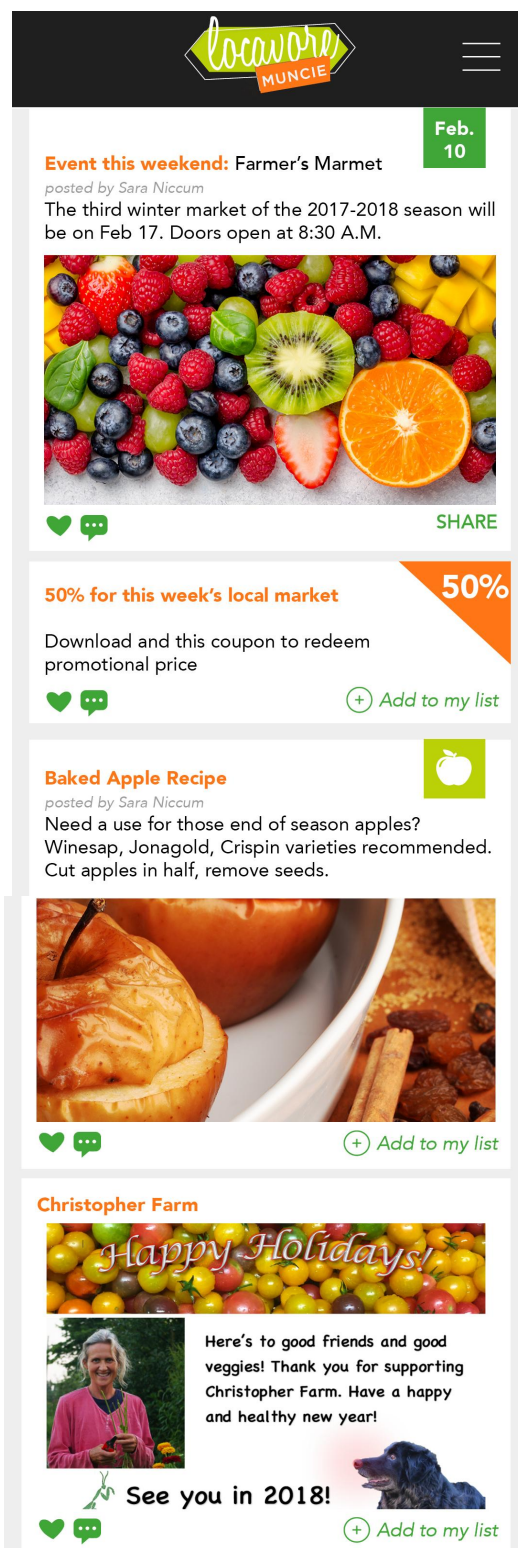 locavore
MUNCIE
Feb.
10
Event this weekend: Farmer's Marmet
posted by Sara Niccum
The third winter market of the 2017-2018 season will
be on Feb 17. Doors open at 8:30 A.M.
SHARE
50%
50% for this week's local market
Download and this coupon to redeem
promotional price
Add to my list
Baked Apple Recipe
posted by Sara Niccum
Need a use for those end of season apples?
Winesap, Jonagold, Crispin varieties recommended.
Cut apples in half, remove seeds.
Add to my list
Christopher Farm
Happy Holidays!
Here's to good friends and good
veggies! Thank you for supporting
Christopher Farm. Have a happy
and healthy new year!
See you in 2018!
Add to my list